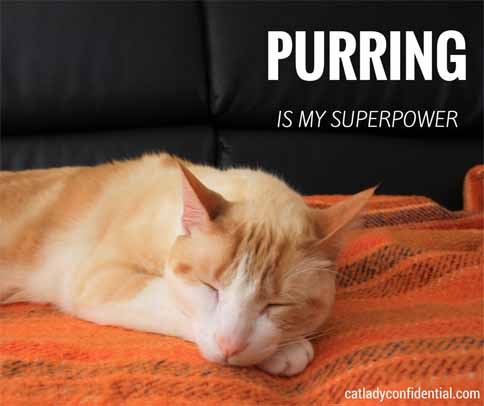 PURRING
IS MY SUPERPOWER
catladyconfidential.com